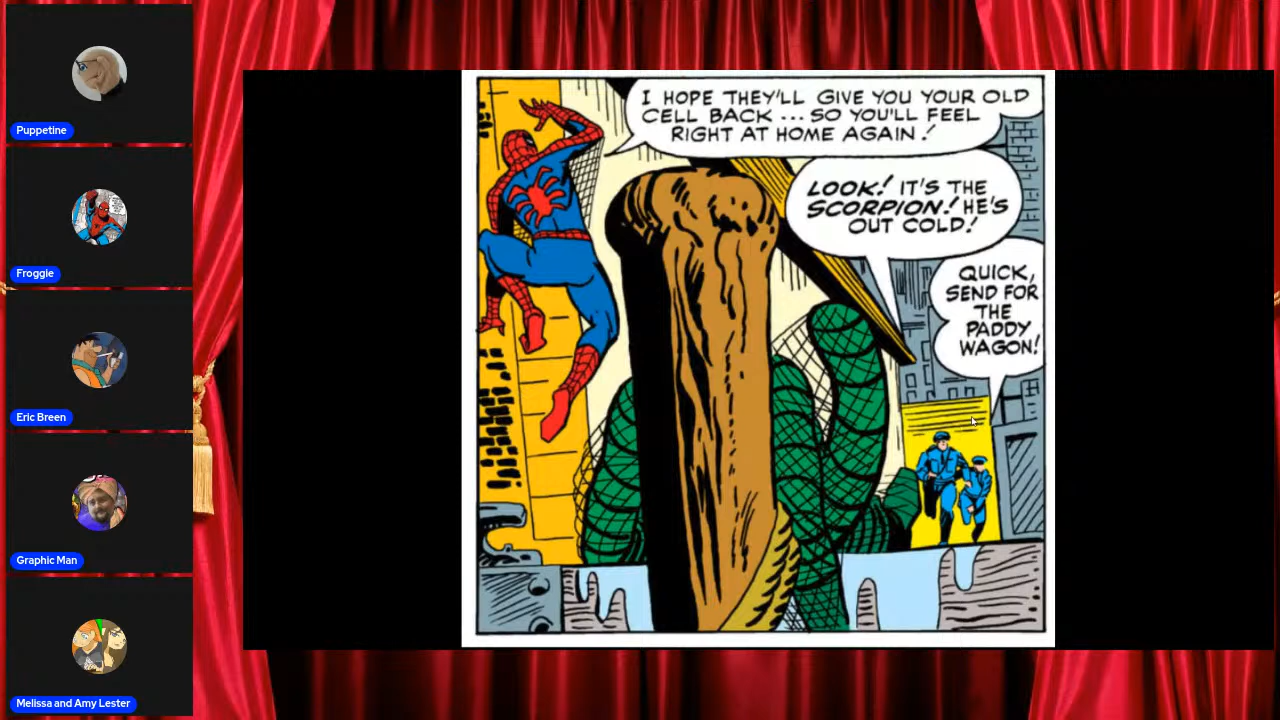 Puppetine
Froggie
Eric Breen
Graphic Man
Melissa and Amy Lester
I HOPE THEY'LL GIVE YOU YOUR OLD
CELL BACK ... SO YOU'LL FEEL
RIGHT AT HOME AGAIN!
LOOK! IT'S THE
SCORPION! HE'S
OUT COLD!
QUICK,
SEND FOR
THE
PADDY
WAGON!